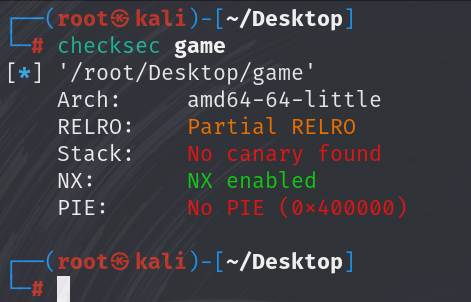 ┌──(root㉿kali)-[~/Desktop]
└─# checksec game
[*] '/root/Desktop/game'
Arch: amd64-64-little
RELRO: Partial RELRO
Stack: No canary found
NX: NX enabled
PIE: No PIE (0×400000)
┌──(root㉿kali)-[~/Desktop]
└─#